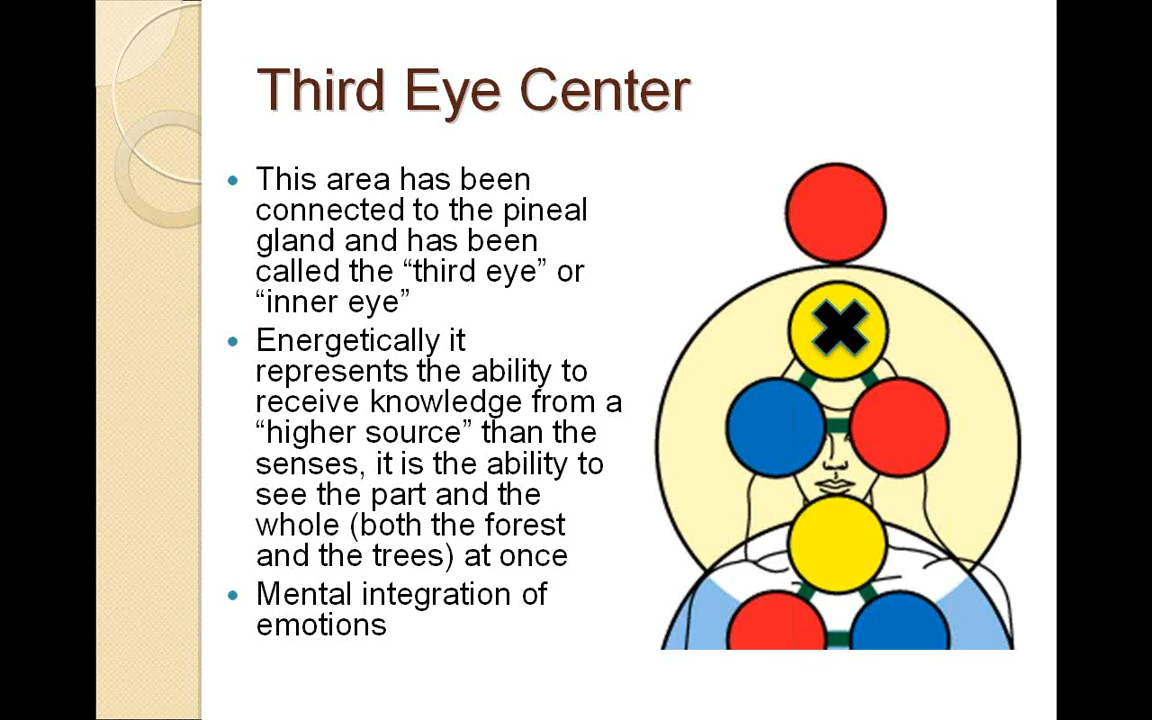 Third Eye Center
• This area has been
connected to the pineal
gland and has been
called the “third eye” or
“inner eye”
• Energetically it
represents the ability to
receive knowledge from a
“higher source” than the
senses, it is the ability to
see the part and the
whole (both the forest
and the trees) at once
• Mental integration of
emotions